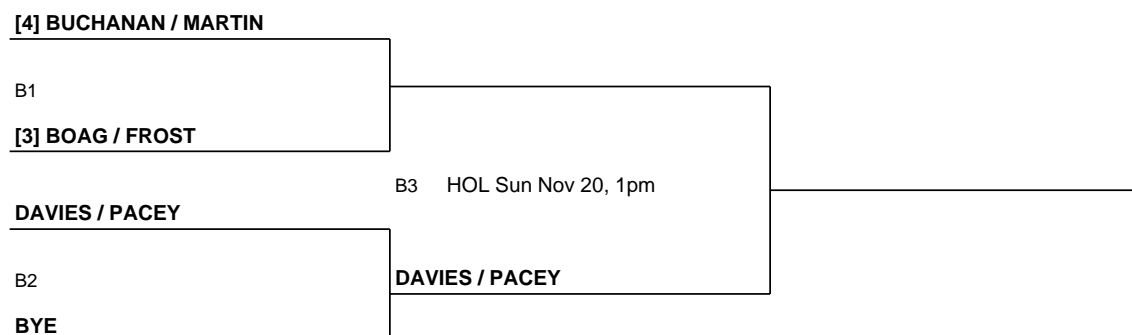 [4] BUCHANAN / MARTIN
B1
[3] BOAG / FROST
B3 HOL Sun Nov 20, 1pm
DAVIES / PACEY
B2
DAVIES / PACEY
BYE